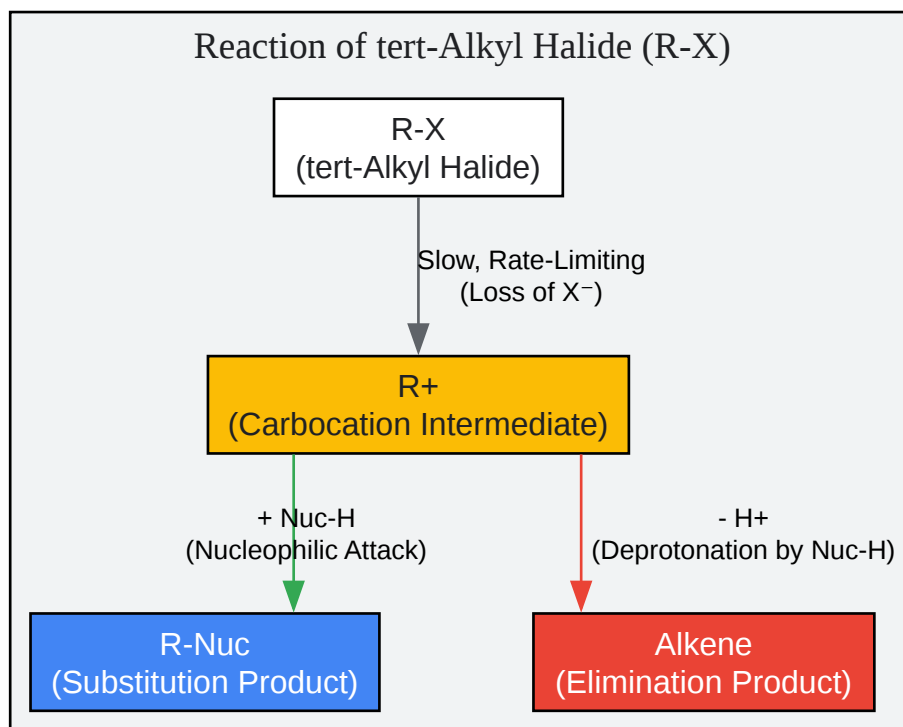 Reaction of tert-Alkyl Halide (R-X)
R-X
(tert-Alkyl Halide)
Slow, Rate-Limiting
(Loss of X⁻)
R+
(Carbocation Intermediate)
+ Nuc-H
(Nucleophilic Attack)
- H+
(Deprotonation by Nuc-H)
R-Nuc
(Substitution Product)
Alkene
(Elimination Product)